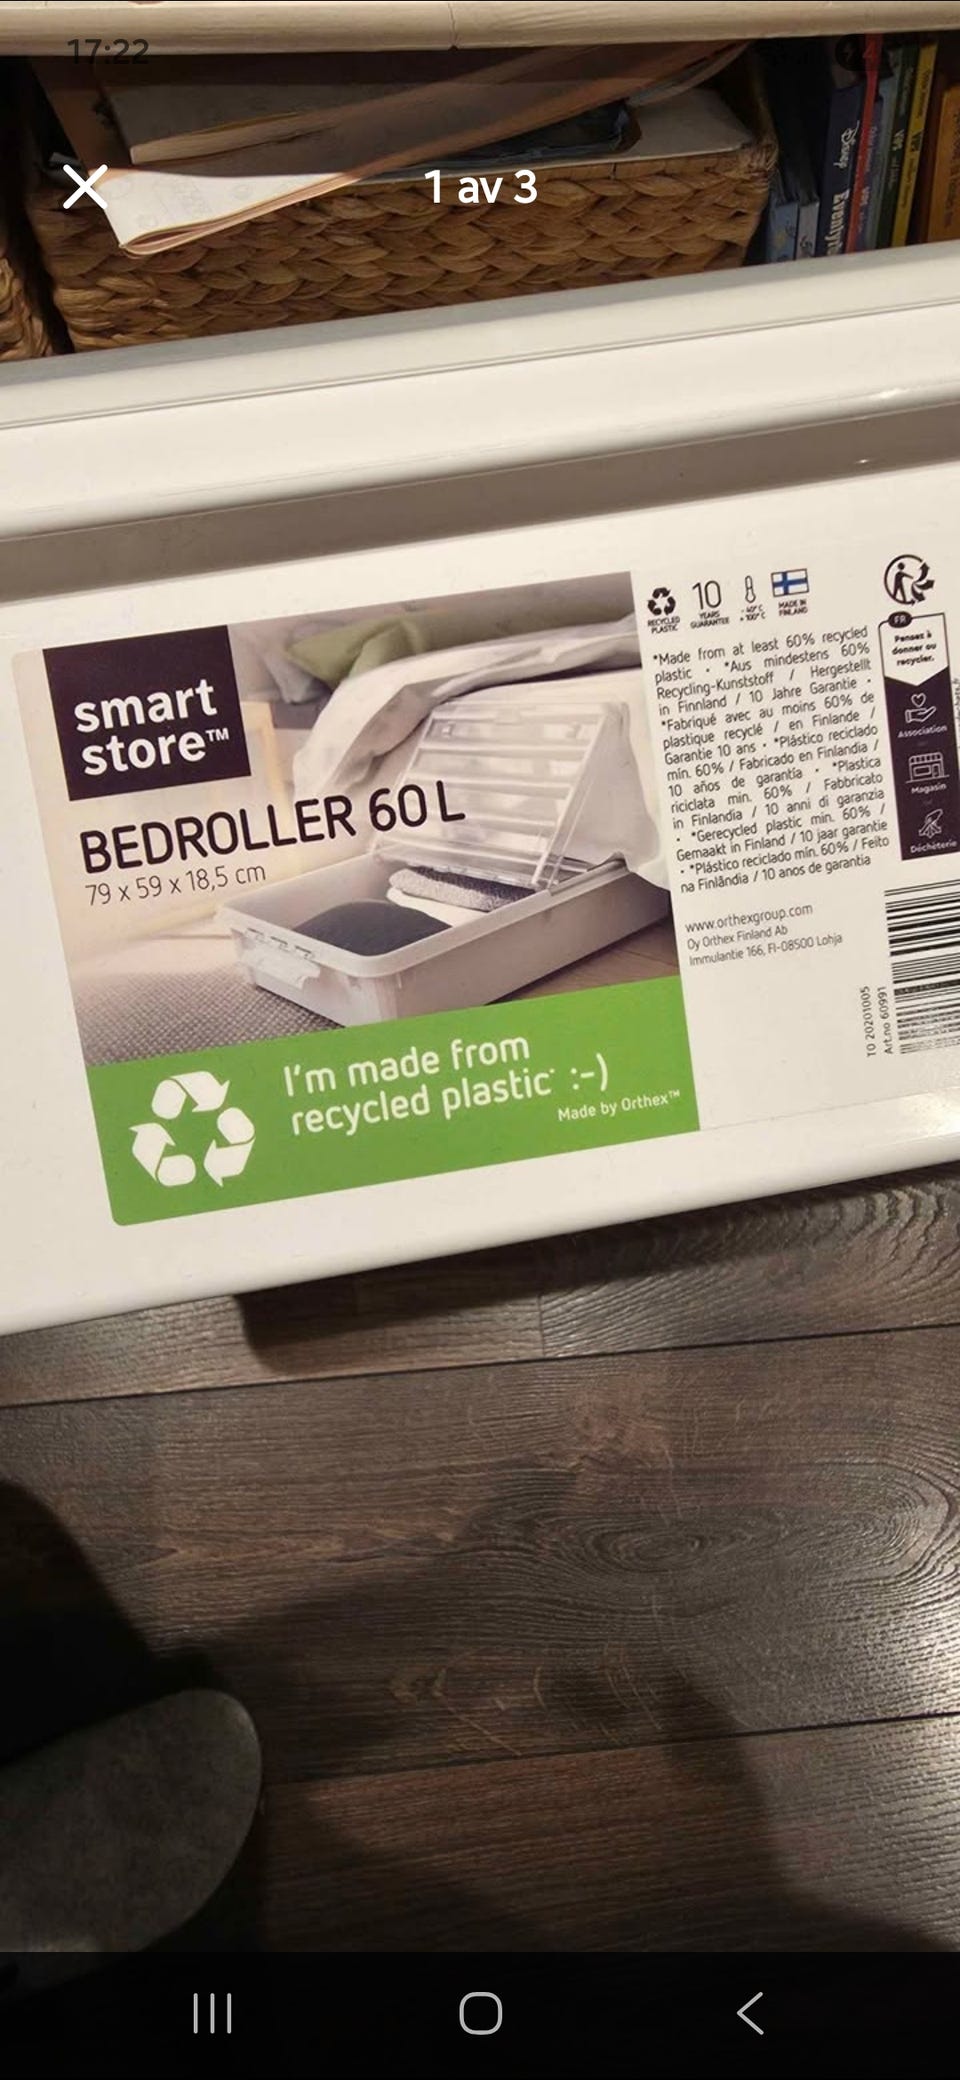 17:22
1 av 3
Disney
smart
store™
BEDROLLER 60 L
79 x 59 x 18,5 cm
I'm made from
recycled plastic* :-)
Made by Orthex™
RECYCLED
PLASTIC
10
YEARS
GUARANTEE
-40°C
+100°C
MADE IN
FINLAND
*Made from at least 60% recycled
plastic · *Aus mindestens 60%
Recycling-Kunststoff / Hergestellt
in Finnland / 10 Jahre Garantie ·
*Fabriqué avec au moins 60% de
plastique recyclé / en Finlande /
Garantie 10 ans · *Plástico reciclado
mín. 60% / Fabricado en Finlandia /
10 años de garantía · *Plastica
riciclata min. 60% / Fabbricato
in Finlandia / 10 anni di garanzia
· *Gerecycled plastic min. 60% /
Gemaakt in Finland / 10 jaar garantie
· *Plástico reciclado mín. 60% / Feito
na Finlândia / 10 anos de garantia
www.orthexgroup.com
Oy Orthex Finland Ab
Immulantie 166, FI-08500 Lohja
FR
Pensez à
donner ou
recycler.
Association
Magasin
Déchèterie
TO 20201005
Art.no 60991